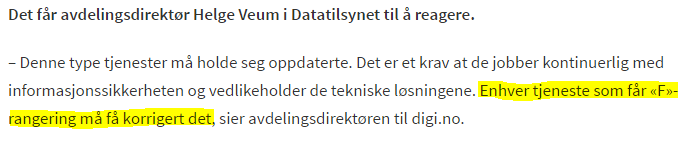 Det får avdelingsdirektør Helge Veum i Datatilsynet til å reagere.
– Denne type tjenester må holde seg oppdaterte. Det er et krav at de jobber kontinuerlig med
informasjonssikkerheten og vedlikeholder de tekniske løsningene. Enhver tjeneste som får «F»-
rangering må få korrigert det, sier avdelingsdirektøren til digi.no.